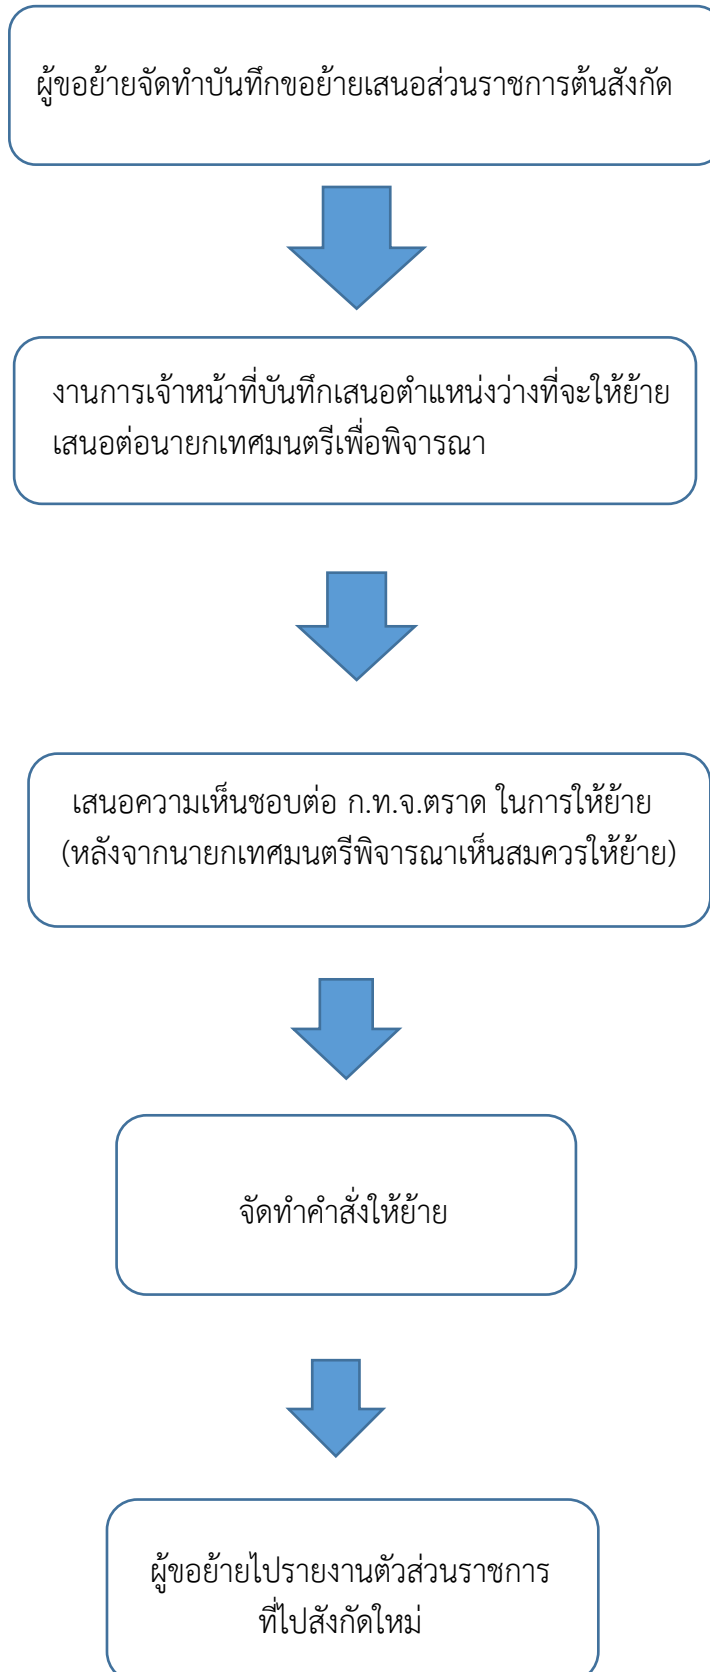 ผู้ขอย้ายจัดทำบันทึกขอย้ายเสนอส่วนราชการต้นสังกัด
งานการเจ้าหน้าที่บันทึกเสนอตำแหน่งว่างที่จะให้ย้าย
เสนอต่อนายกเทศมนตรีเพื่อพิจารณา
เสนอความเห็นชอบต่อ ก.ท.จ.ตราด ในการให้ย้าย
(หลังจากนายกเทศมนตรีพิจารณาเห็นสมควรให้ย้าย)
จัดทำคำสั่งให้ย้าย
ผู้ขอย้ายไปรายงานตัวส่วนราชการ
ที่ไปสังกัดใหม่